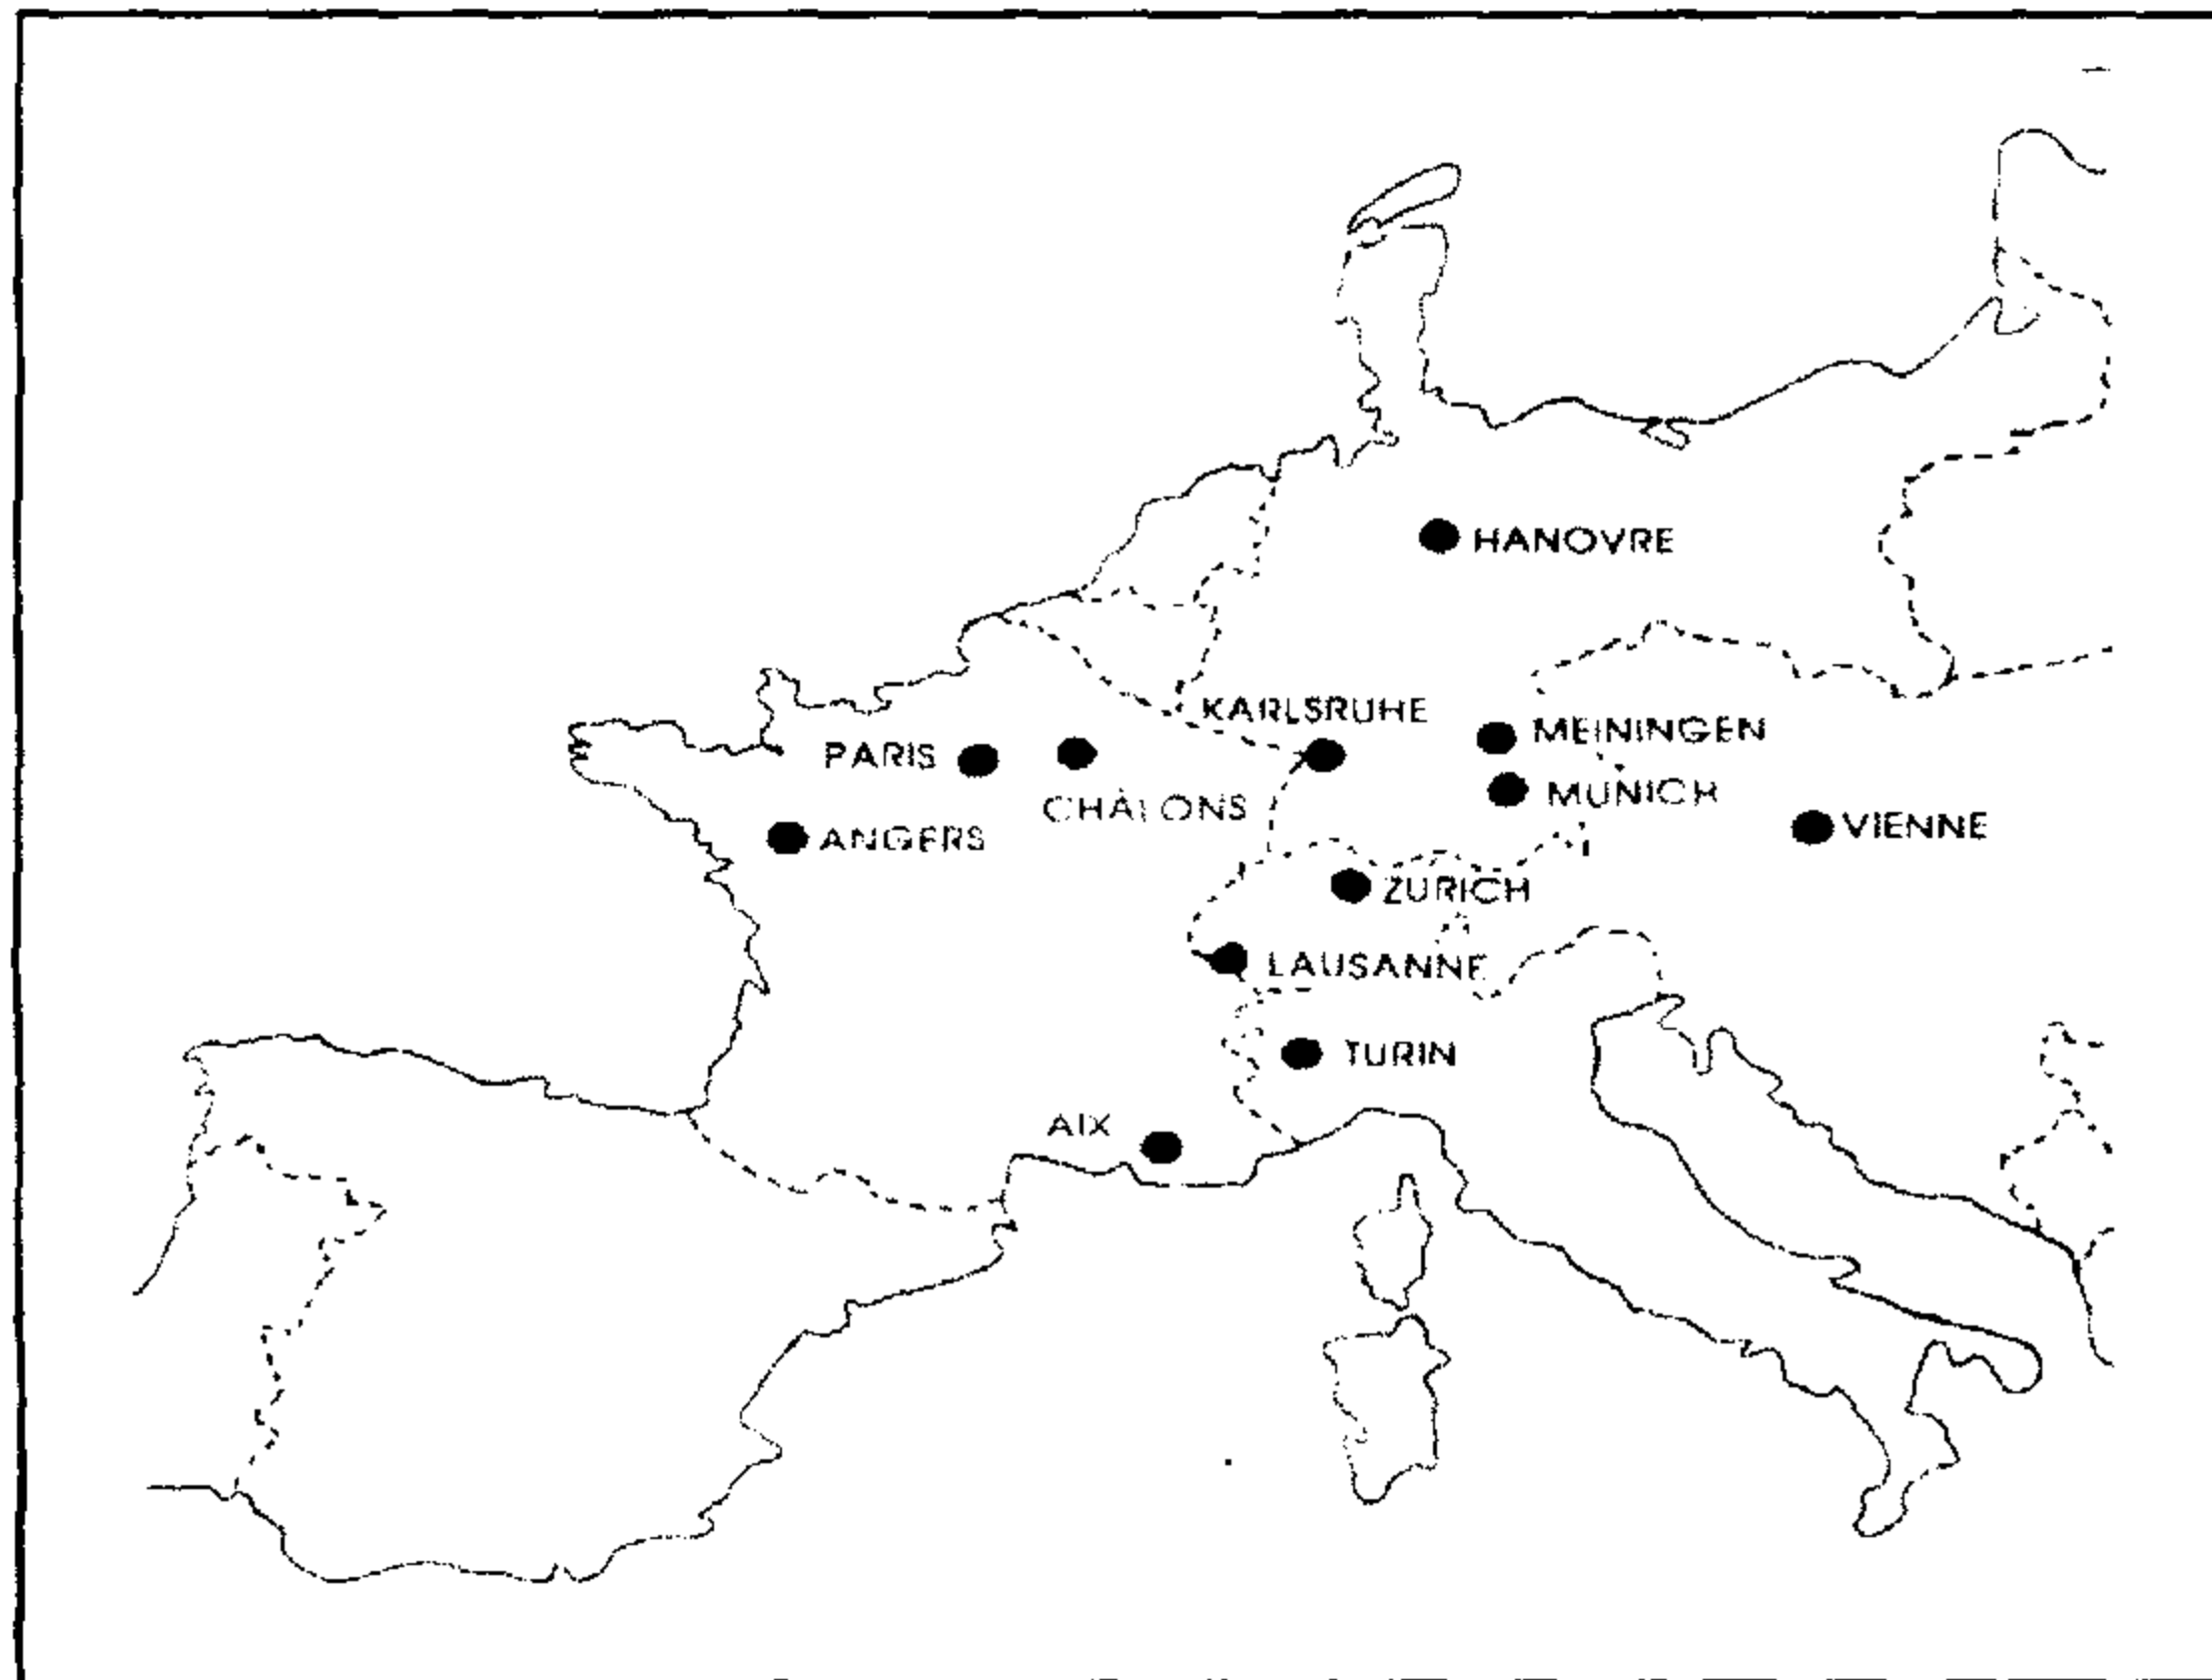 HANOVRE
KARLSRUHE
MEININGEN
PARIS
MUNICH
CHÂLONS
VIENNE
ANGERS
ZURICH
LAUSANNE
TURIN
AIX